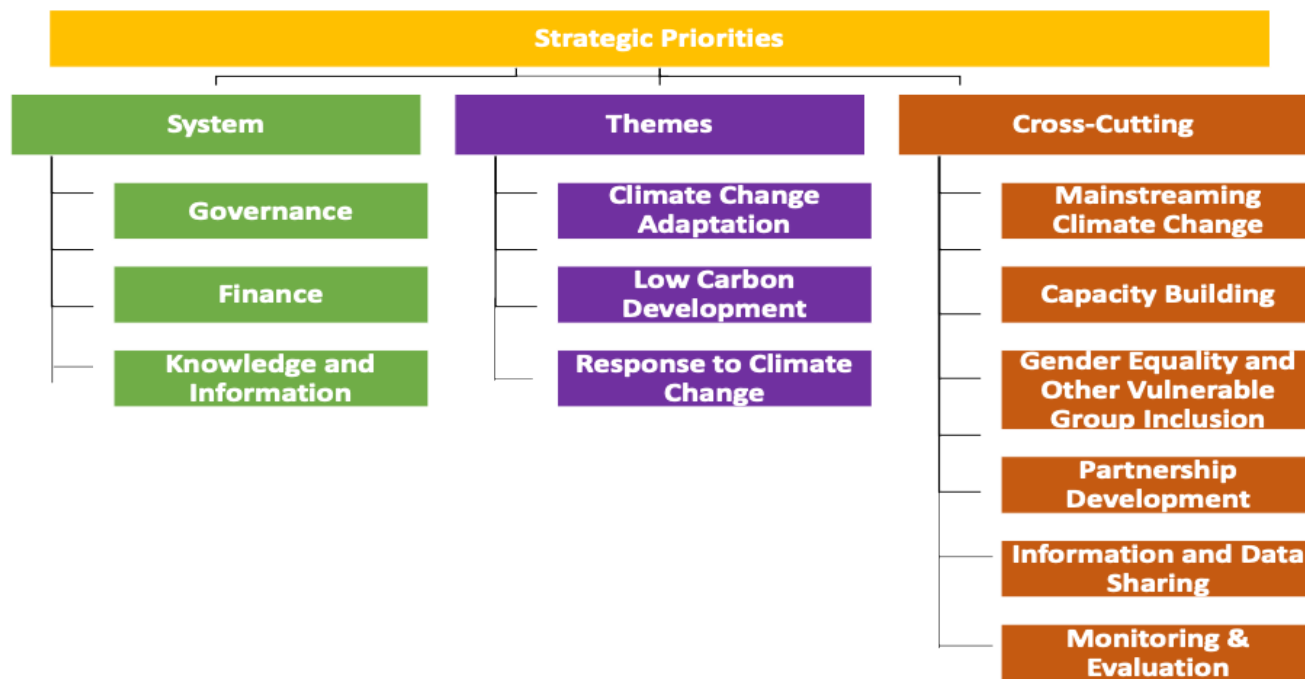 Strategic Priorities
System
Governance
Finance
Knowledge and
Information
Themes
Climate Change
Adaptation
Low Carbon
Development
Response to Climate
Change
Cross-Cutting
Mainstreaming
Climate Change
Capacity Building
Gender Equality and
Other Vulnerable
Group Inclusion
Partnership
Development
Information and Data
Sharing
Monitoring &
Evaluation